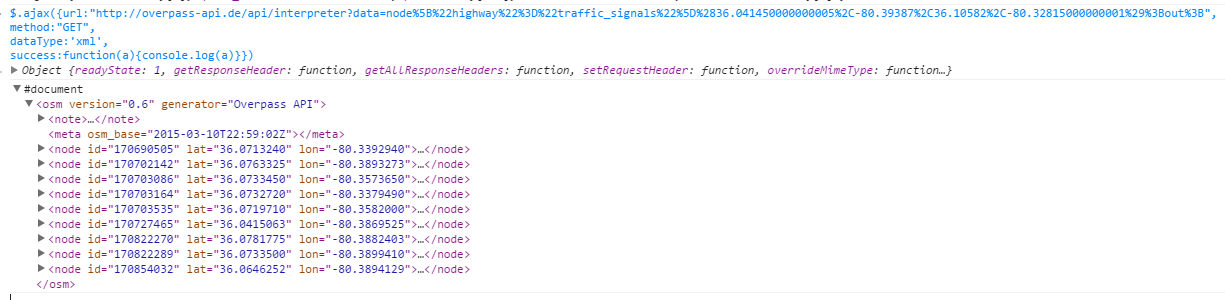 $.ajax({url:"http://overpass-api.de/api/interpreter?data=node%5B%22highway%22%3D%22traffic_signals%22%5D%2836.041450000000005%2C-80.39387%2C36.10582%2C-80.32815000000001%29%3Bout%3B",
method:"GET",
dataType:'xml',
success:function(a){console.log(a)}})
Object {readyState: 1, getResponseHeader: function, getAllResponseHeaders: function, setRequestHeader: function, overrideMimeType: function…}
#document
<osm version="0.6" generator="Overpass API">
<note>…</note>
<meta osm_base="2015-03-10T22:59:02Z"></meta>
<node id="170690505" lat="36.0713240" lon="-80.3392940">…</node>
<node id="170702142" lat="36.0763325" lon="-80.3893273">…</node>
<node id="170703086" lat="36.0733450" lon="-80.3573650">…</node>
<node id="170703164" lat="36.0732720" lon="-80.3379490">…</node>
<node id="170703535" lat="36.0719710" lon="-80.3582000">…</node>
<node id="170727465" lat="36.0415063" lon="-80.3869525">…</node>
<node id="170822270" lat="36.0781775" lon="-80.3882403">…</node>
<node id="170822289" lat="36.0733500" lon="-80.3899410">…</node>
<node id="170854032" lat="36.0646252" lon="-80.3894129">…</node>
</osm>